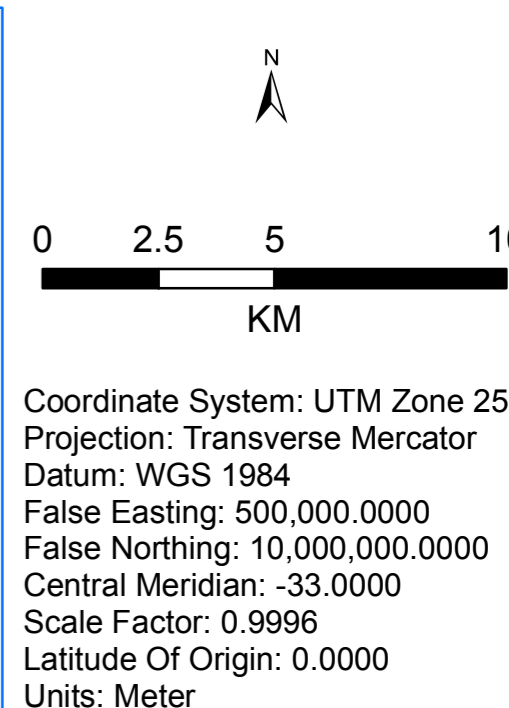 N
0 2.5 5
KM
Coordinate System: UTM Zone 25
Projection: Transverse Mercator
Datum: WGS 1984
False Easting: 500,000.0000
False Northing: 10,000,000.0000
Central Meridian: -33.0000
Scale Factor: 0.9996
Latitude Of Origin: 0.0000
Units: Meter